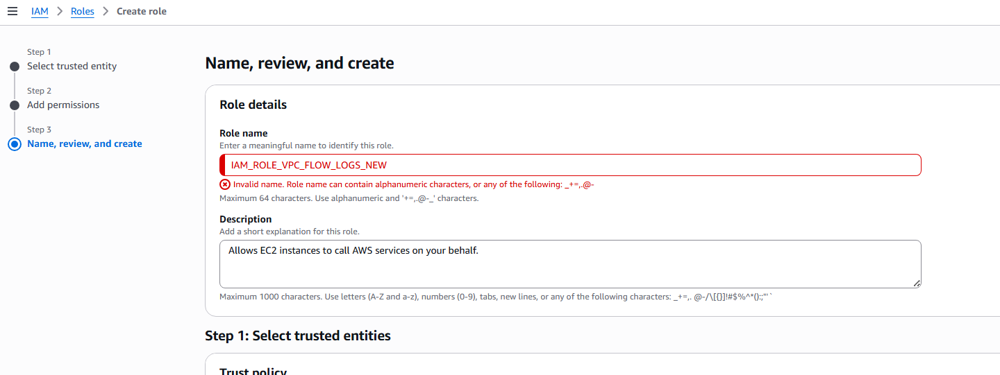 IAM > Roles > Create role
Step 1
Select trusted entity
Step 2
Add permissions
Step 3
Name, review, and create
Name, review, and create
Role details
Role name
Enter a meaningful name to identify this role.
IAM_ROLE_VPC_FLOW_LOGS_NEW
Invalid name. Role name can contain alphanumeric characters, or any of the following: _+=,.@-
Maximum 64 characters. Use alphanumeric and '+=,.@-_' characters.
Description
Add a short explanation for this role.
Allows EC2 instances to call AWS services on your behalf.
Maximum 1000 characters. Use letters (A-Z and a-z), numbers (0-9), tabs, new lines, or any of the following characters: _+=,. @-/\[{}]!#$%^*();:"'`
Step 1: Select trusted entities
Trust policy